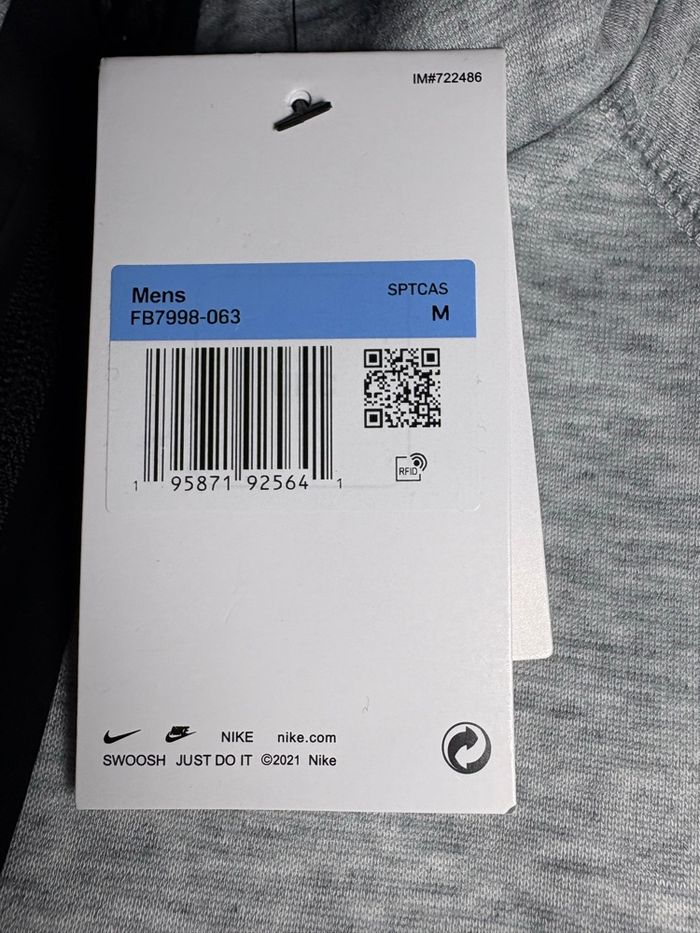 IM#722486
Mens SPTCAS
FB7998-063 M
RFID
1 95871 92564 1
NIKE nike.com
SWOOSH JUST DO IT ©2021 Nike